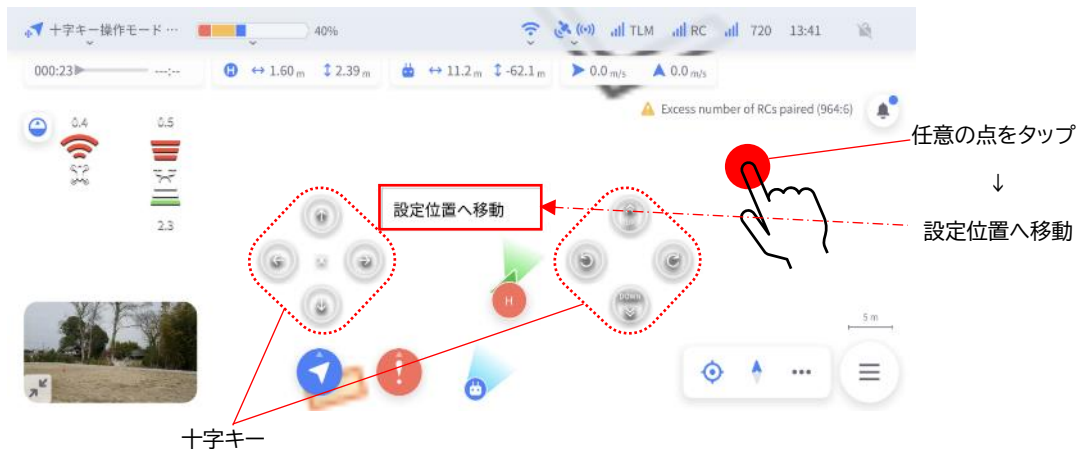 十字キー操作モード …
40%
TLM
RC
720
13:41
000:23
---:--
H ↔ 1.60 m ↕ 2.39 m
↔ 11.2 m ↕ -62.1 m
0.0 m/s
0.0 m/s
Excess number of RCs paired (964:6)
0.4
0.5
2.3
任意の点をタップ
↓
設定位置へ移動
設定位置へ移動
H
DOWN
5 m
十字キー